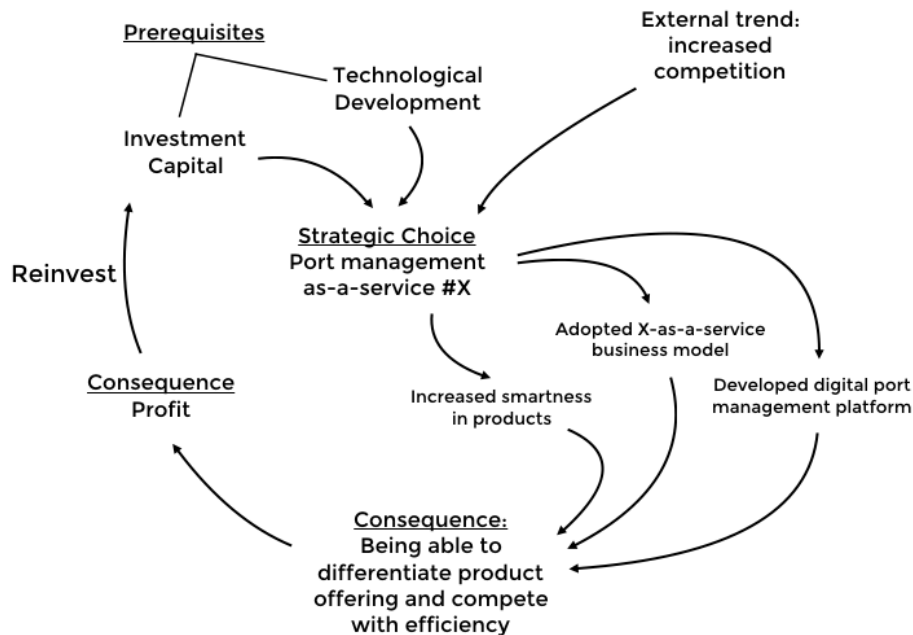 Prerequisites
External trend:
increased
competition
Technological
Development
Investment
Capital
Strategic Choice
Port management
as-a-service #X
Reinvest
Adopted X-as-a-service
business model
Consequence
Profit
Increased smartness
in products
Developed digital port
management platform
Consequence:
Being able to
differentiate product
offering and compete
with efficiency